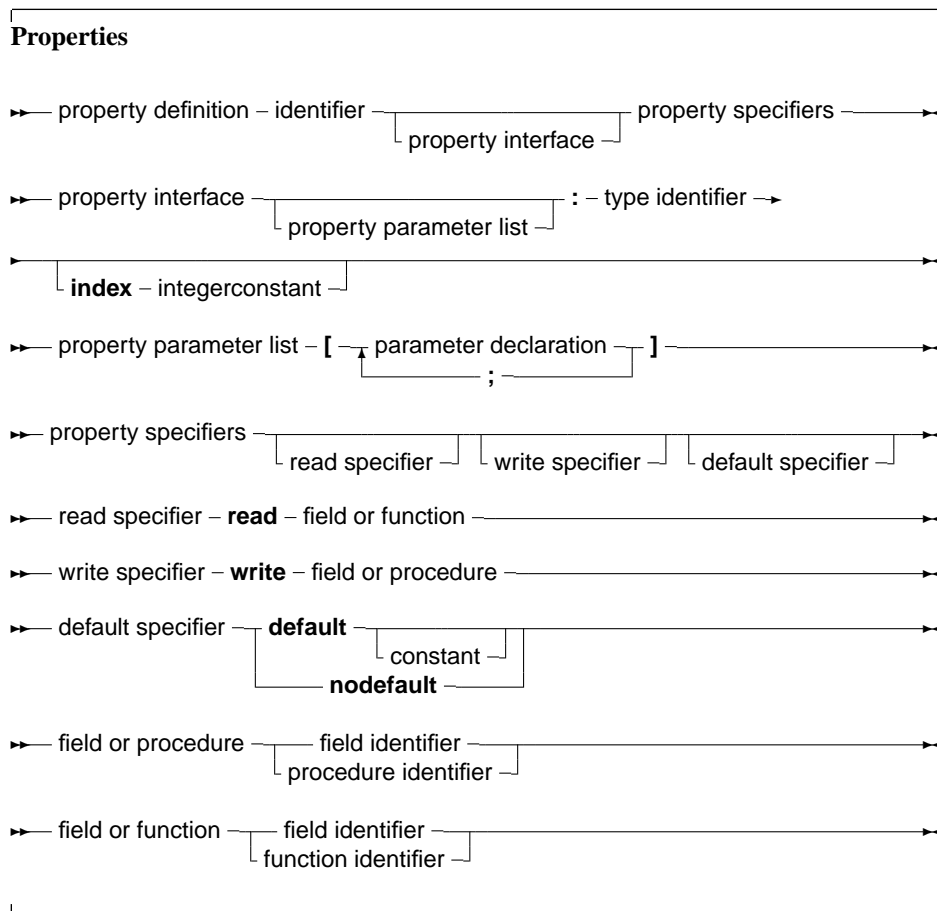 Properties
property definition identifier property specifiers
property interface
property interface : type identifier
property parameter list
index integerconstant
property parameter list [ parameter declaration ]
;
property specifiers
read specifier write specifier default specifier
read specifier read field or function
write specifier write field or procedure
default specifier default
constant
nodefault
field or procedure field identifier
procedure identifier
field or function field identifier
function identifier